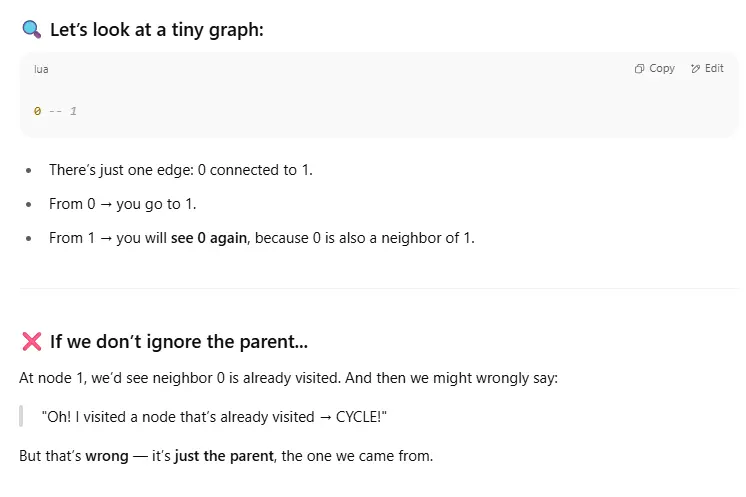 🔍 Let's look at a tiny graph:
lua
Copy
Edit
0 -- 1
• There's just one edge: 0 connected to 1.
• From 0 → you go to 1.
• From 1 → you will see 0 again, because 0 is also a neighbor of 1.
❌ If we don't ignore the parent...
At node 1, we'd see neighbor 0 is already visited. And then we might wrongly say:
"Oh! I visited a node that's already visited → CYCLE!"
But that's wrong — it's just the parent, the one we came from.